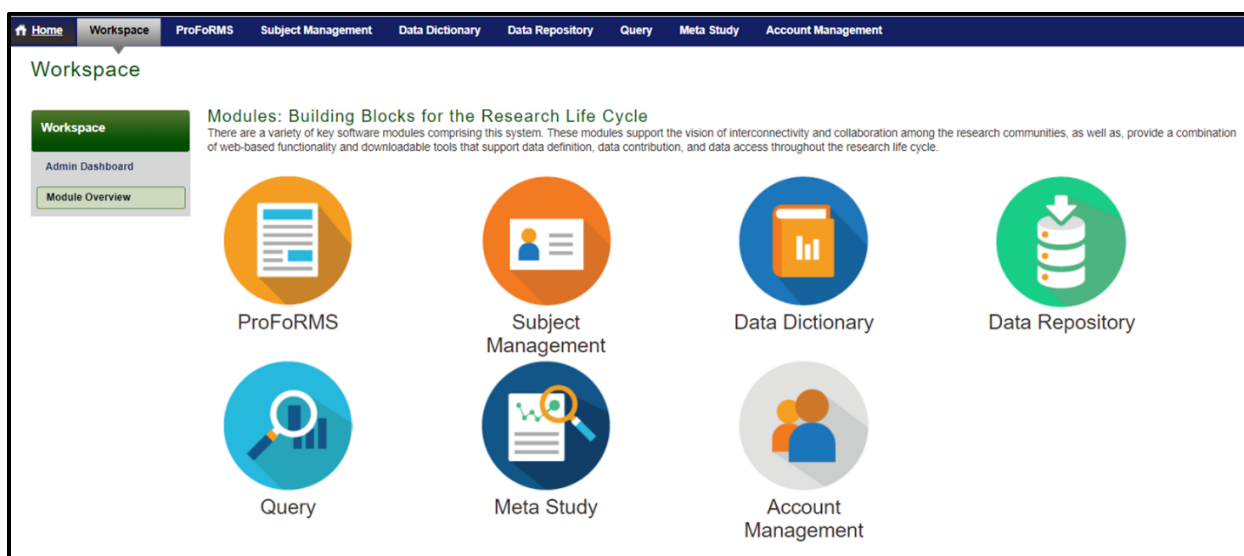 Home Workspace ProFoRMS Subject Management Data Dictionary Data Repository Query Meta Study Account Management
Workspace
Workspace
Admin Dashboard
Module Overview
Modules: Building Blocks for the Research Life Cycle
There are a variety of key software modules comprising this system. These modules support the vision of interconnectivity and collaboration among the research communities, as well as, provide a combination
of web-based functionality and downloadable tools that support data definition, data contribution, and data access throughout the research life cycle.
ProFoRMS
Subject
Management
Data Dictionary
Data Repository
Query
Meta Study
Account
Management